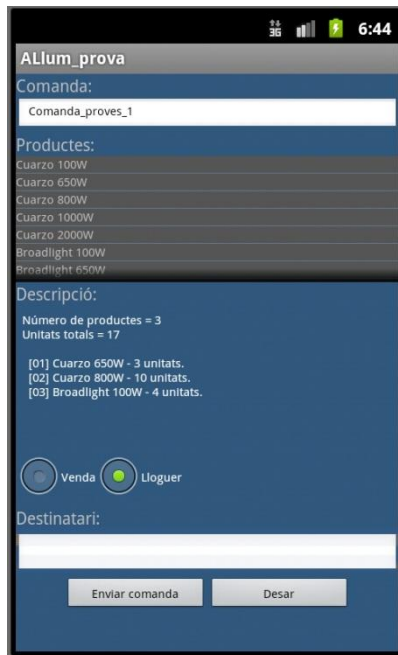 3G 6:44
ALlum_prova
Comanda:
Comanda_proves_1
Productes:
Cuarzo 100W
Cuarzo 650W
Cuarzo 800W
Cuarzo 1000W
Cuarzo 2000W
Broadlight 100W
Broadlight 650W
Descripció:
Número de productes = 3
Unitats totals = 17
[01] Cuarzo 650W - 3 unitats.
[02] Cuarzo 800W - 10 unitats.
[03] Broadlight 100W - 4 unitats.
Venda Lloguer
Destinatari:
Enviar comanda Desar